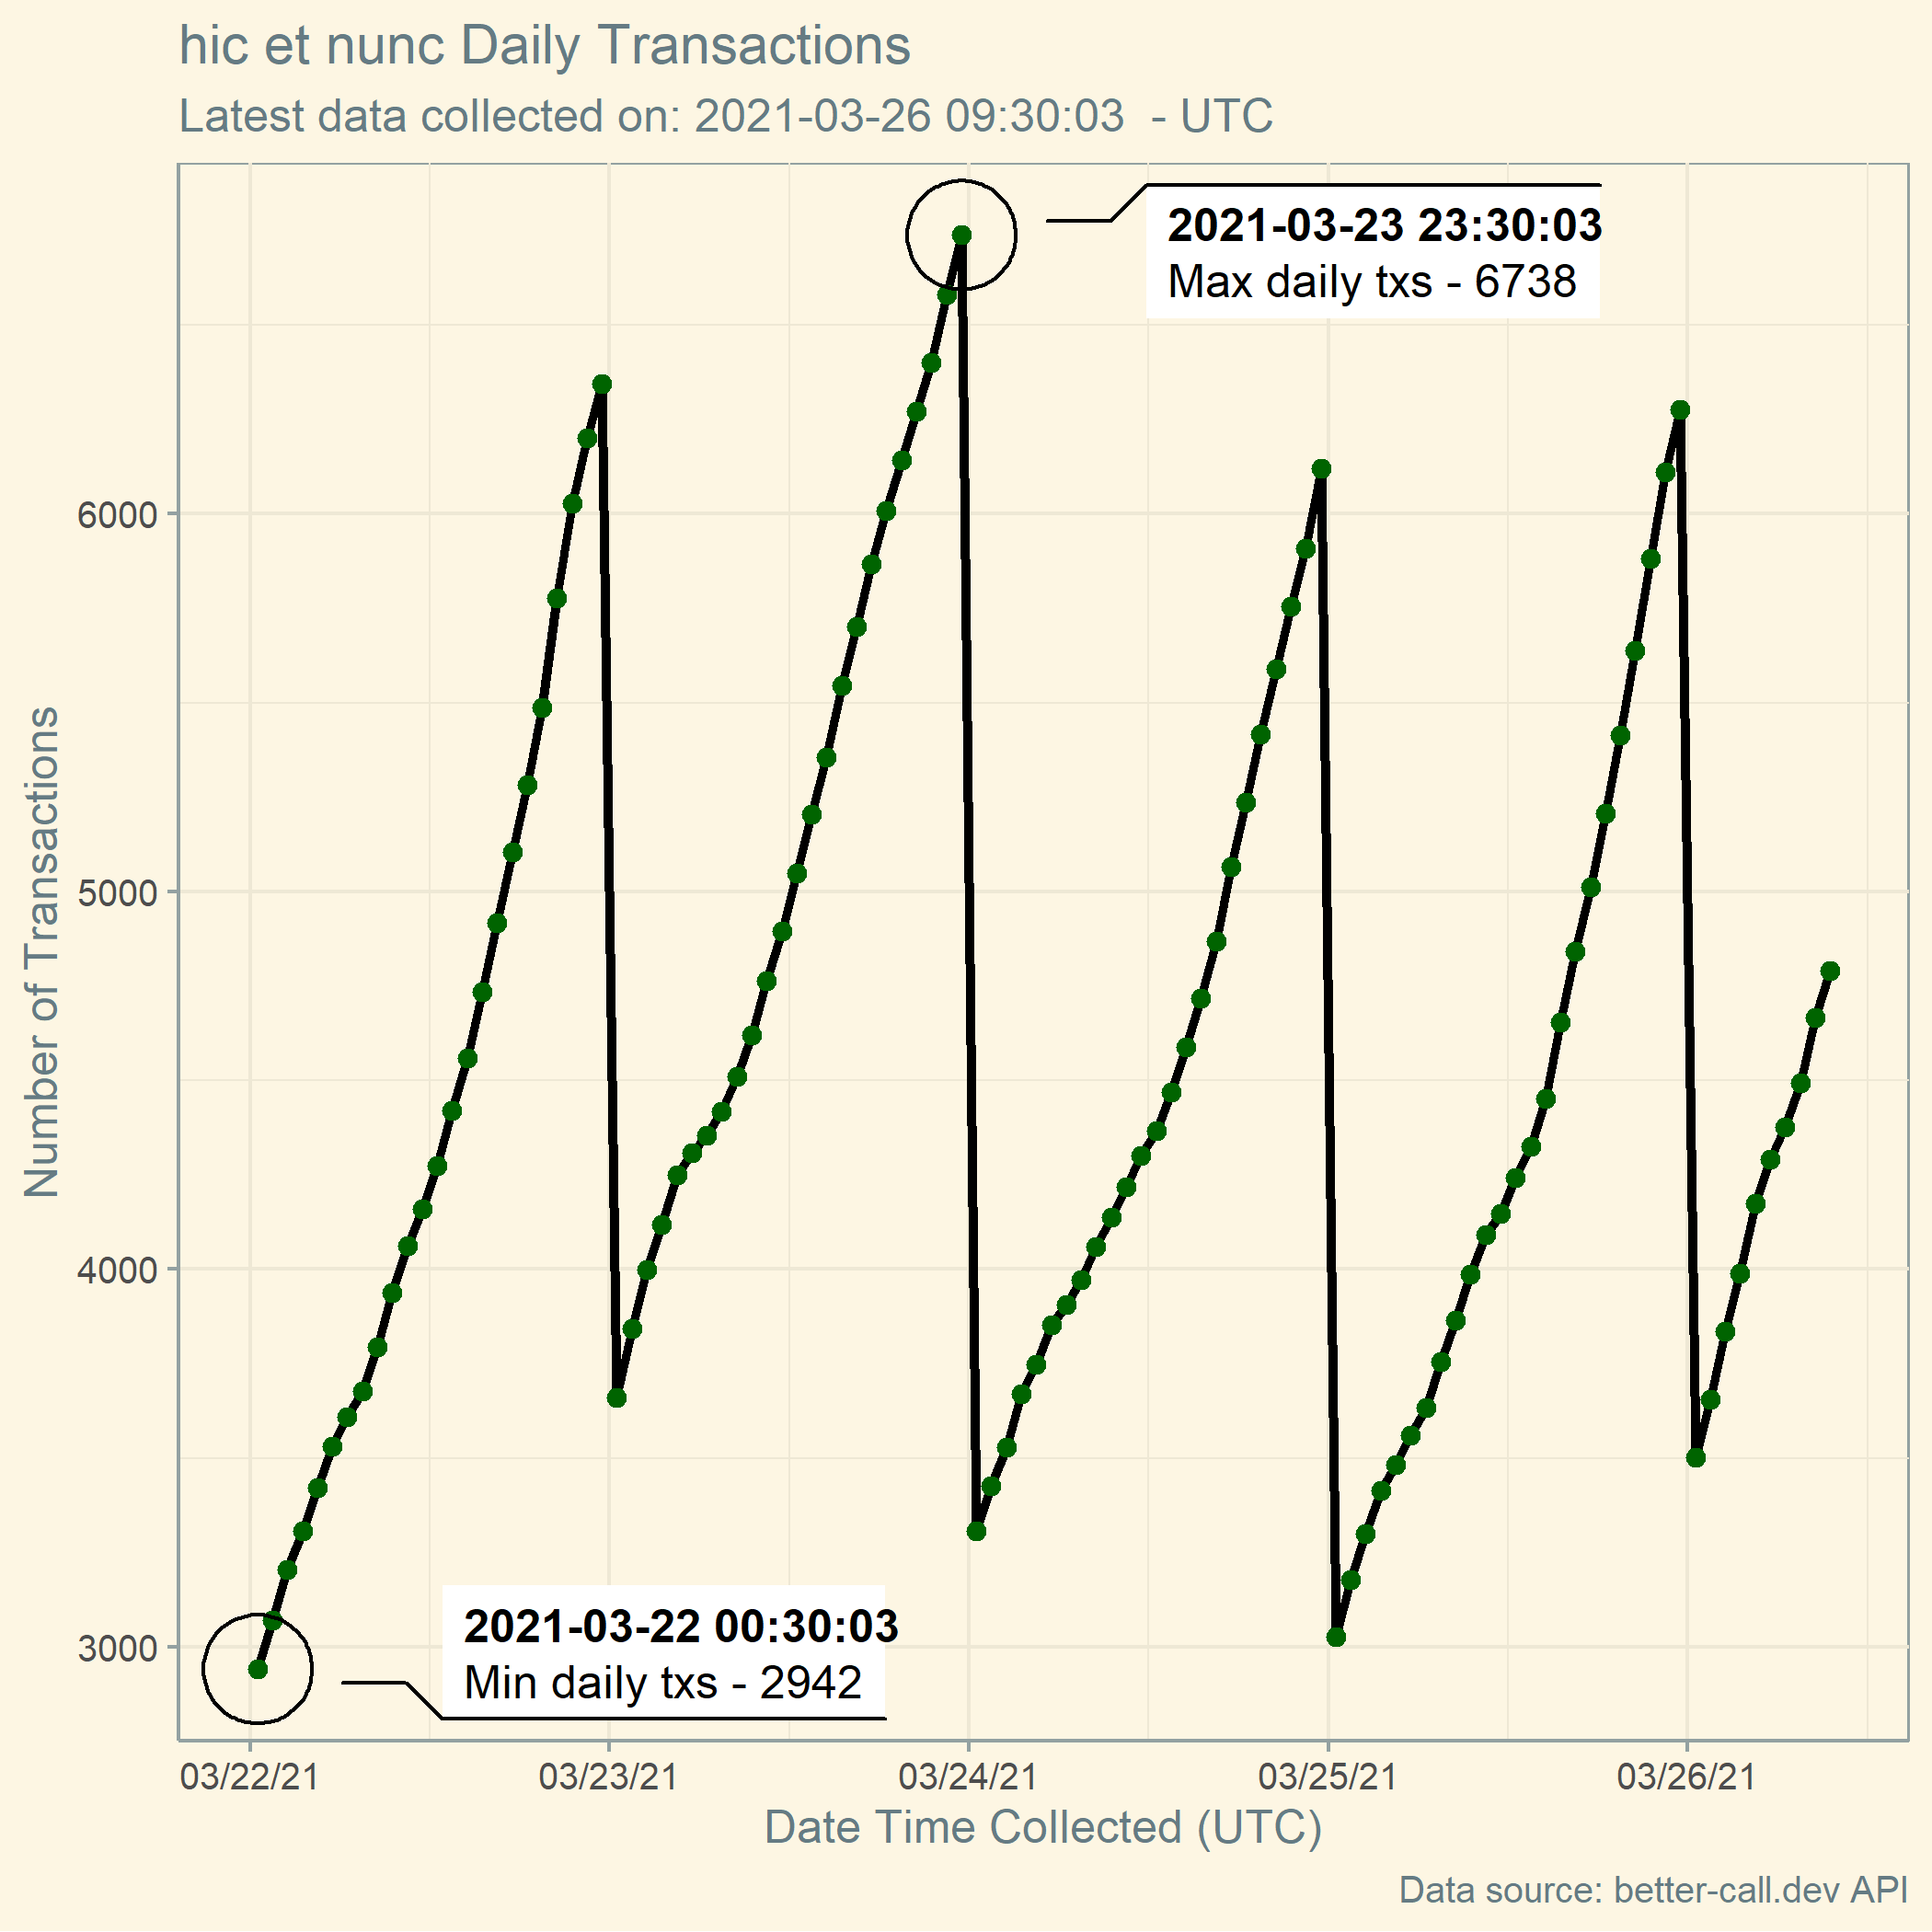 hic et nunc Daily Transactions
Latest data collected on: 2021-03-26 09:30:03  - UTC
2021-03-23 23:30:03
Max daily txs - 6738
Number of Transactions
6000
5000
4000
3000
2021-03-22 00:30:03
Min daily txs - 2942
03/22/21
03/23/21
03/24/21
03/25/21
03/26/21
Date Time Collected (UTC)
Data source: better-call.dev API